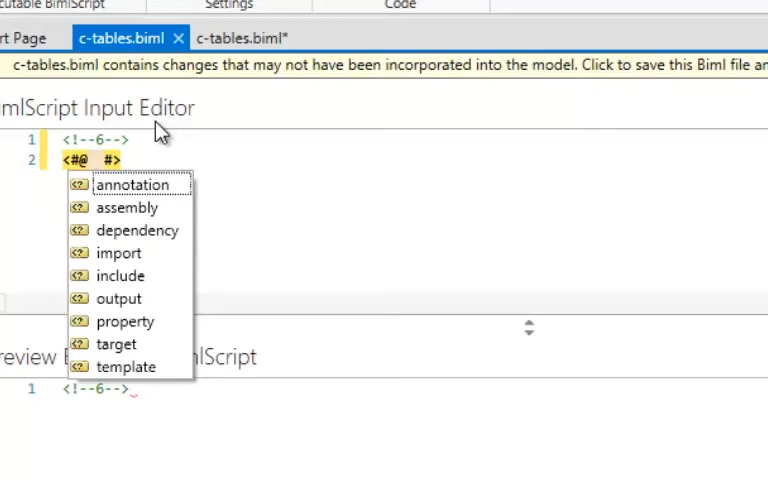 cutable BimlScript Settings Code
rt Page c-tables.biml × c-tables.biml*
c-tables.biml contains changes that may not have been incorporated into the model. Click to save this Biml file an
imlScript Input Editor
1 <!--6-->
2 <#@ #>
annotation
assembly
dependency
import
include
output
property
target
template
review E mlScript
1 <!--6-->